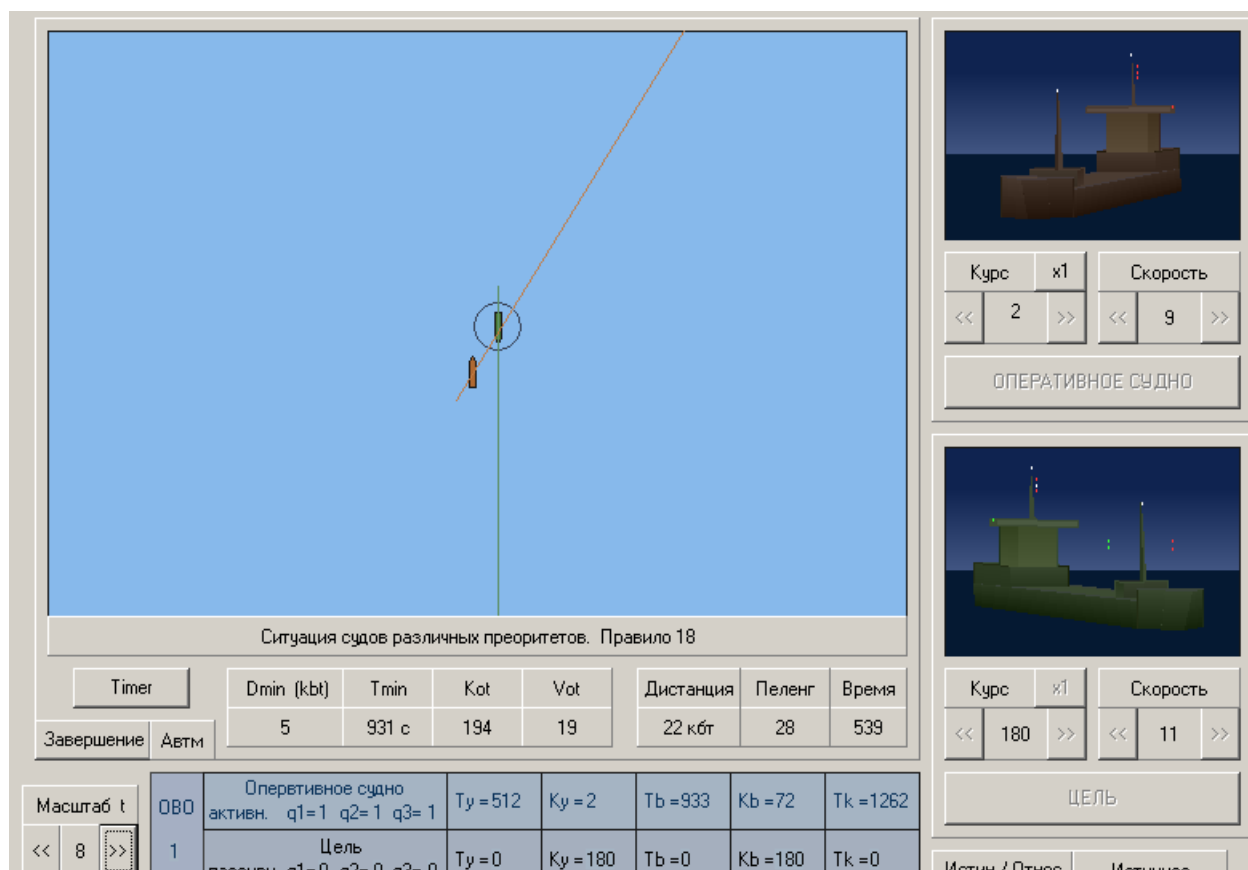 Ситуация судов различных преоритетов. Правило 18
Timer
Dmin (kbt) Tmin Kot Vot
5 931 с 194 19
Дистанция Пеленг Время
22 кбт 28 539
Завершение Автм
Масштаб t
<< 8 >>
ОВО Опервтивное судно Ty =512 Ky =2 Tb =933 Kb =72 Tk =1262
активн. q1= 1 q2= 1 q3= 1
1 Цель Ty =0 Ky =180 Tb =0 Kb =180 Tk =0
Курс x1 Скорость
<< 2 >> << 9 >>
ОПЕРАТИВНОЕ СУДНО
Курс x1 Скорость
<< 180 >> << 11 >>
ЦЕЛЬ